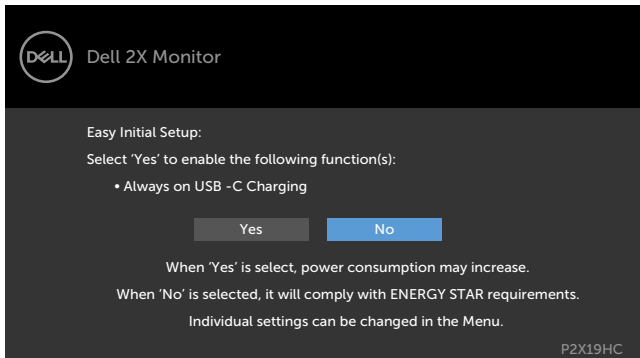 DELL
Dell 2X Monitor
Easy Initial Setup:
Select ‘Yes’ to enable the following function(s):
• Always on USB -C Charging
Yes No
When ‘Yes’ is select, power consumption may increase.
When ‘No’ is selected, it will comply with ENERGY STAR requirements.
Individual settings can be changed in the Menu.
P2X19HC